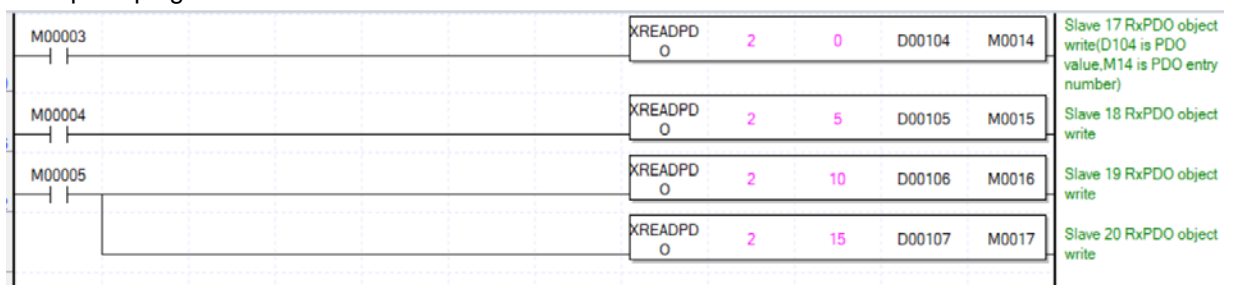 M00003
XREADPD
O
2
0
D00104
M0014
Slave 17 RxPDO object
write(D104 is PDO
value,M14 is PDO entry
number)
M00004
XREADPD
O
2
5
D00105
M0015
Slave 18 RxPDO object
write
M00005
XREADPD
O
2
10
D00106
M0016
Slave 19 RxPDO object
write
XREADPD
O
2
15
D00107
M0017
Slave 20 RxPDO object
write